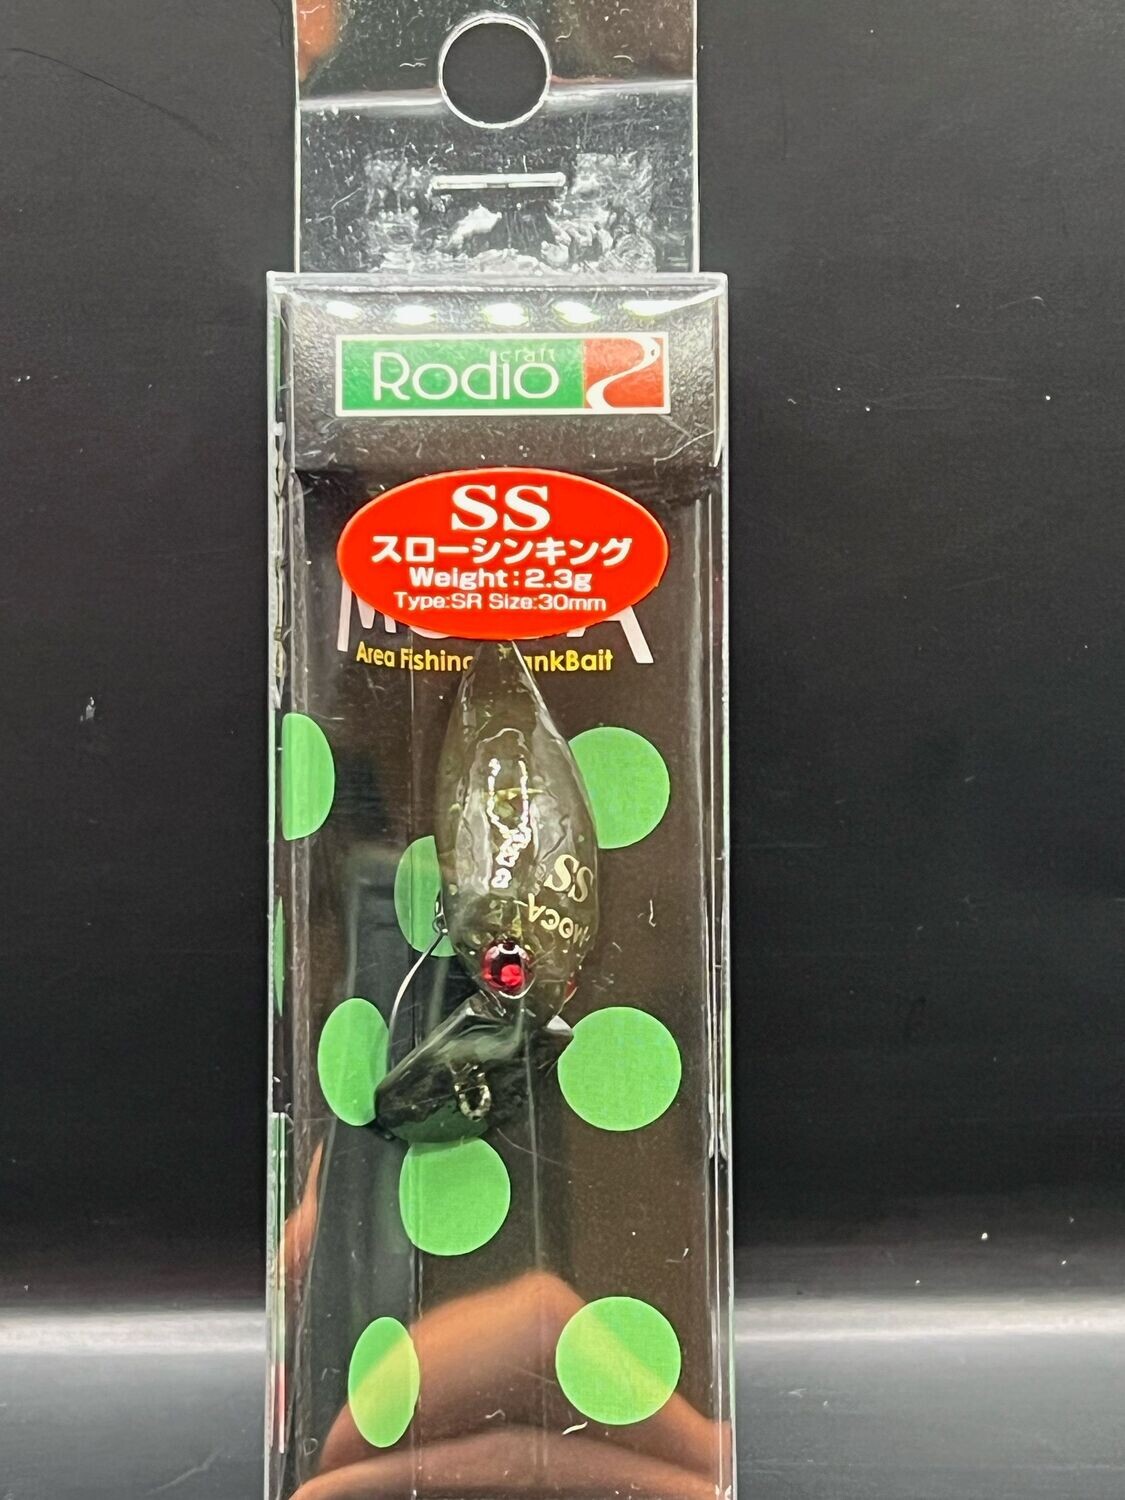 craft
Rodio
SS
スローシンキング
Weight:2.3g
Type:SR Size:30mm
Area Fishing
SS
MOCA